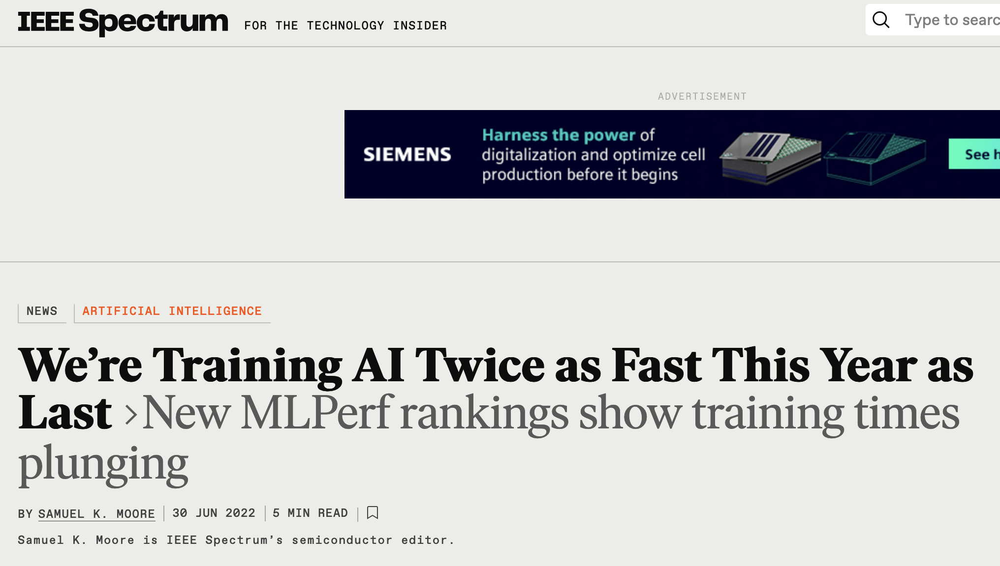 IEEE Spectrum FOR THE TECHNOLOGY INSIDER
Type to searc
ADVERTISEMENT
SIEMENS
Harness the power of
digitalization and optimize cell
production before it begins
See h
NEWS
ARTIFICIAL INTELLIGENCE
We’re Training AI Twice as Fast This Year as
Last >New MLPerf rankings show training times
plunging
BY SAMUEL K. MOORE 30 JUN 2022 5 MIN READ
Samuel K. Moore is IEEE Spectrum’s semiconductor editor.